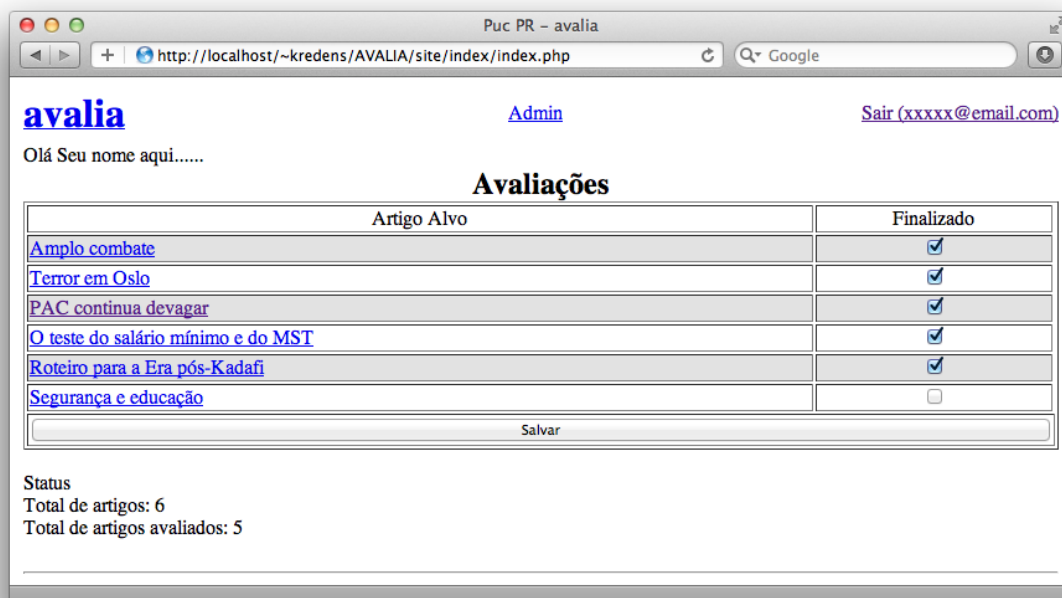 Puc PR – avalia
http://localhost/~kredens/AVALIA/site/index/index.php
Google
avalia Admin Sair (xxxxx@email.com)
Olá Seu nome aqui......
Avaliações
Artigo Alvo Finalizado
Amplo combate
Terror em Oslo
PAC continua devagar
O teste do salário mínimo e do MST
Roteiro para a Era pós-Kadafi
Segurança e educação
Salvar
Status
Total de artigos: 6
Total de artigos avaliados: 5